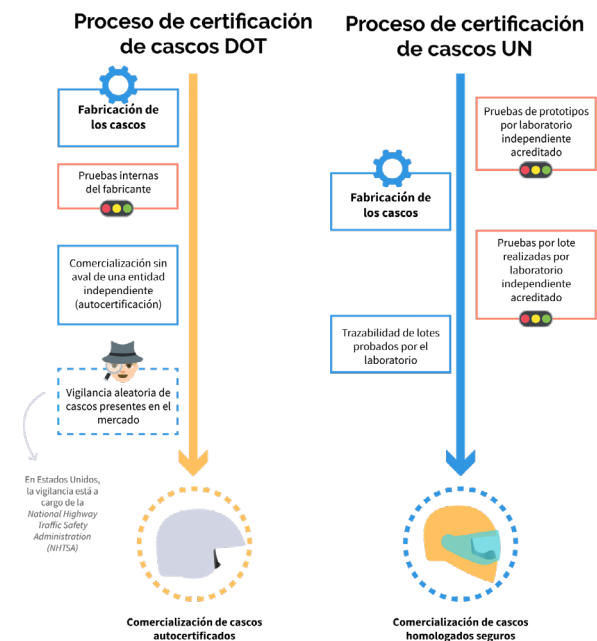 Proceso de certificación
de cascos DOT
Fabricación de
los cascos
Pruebas internas
del fabricante
Comercialización sin
aval de una entidad
independiente
(autocertificación)
Vigilancia aleatoria de
cascos presentes en el
mercado
En Estados Unidos,
la vigilancia está a
cargo de la
National Highway
Traffic Safety
Administration
(NHTSA)
Comercialización de cascos
autocertificados
Proceso de certificación
de cascos UN
Pruebas de prototipos
por laboratorio
independiente
acreditado
Fabricación de
los cascos
Pruebas por lote
realizadas por
laboratorio
independiente
acreditado
Trazabilidad de lotes
probados por el
laboratorio
Comercialización de cascos
homologados seguros